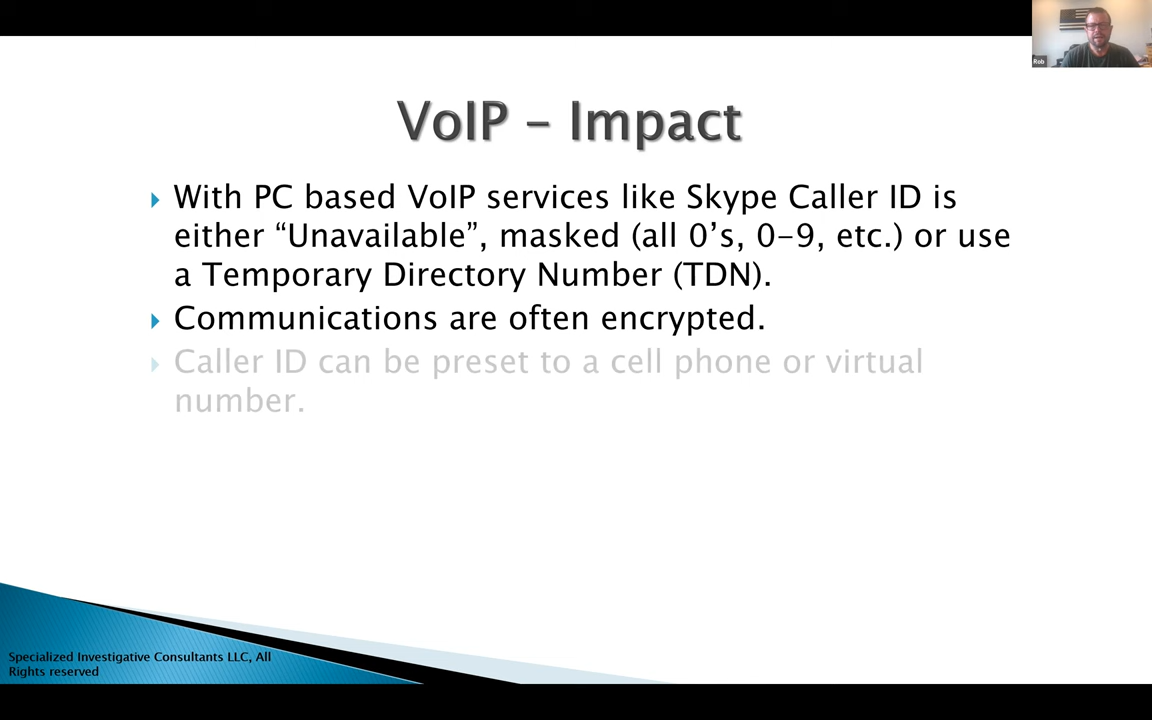 Rob
VoIP – Impact
With PC based VoIP services like Skype Caller ID is
either “Unavailable”, masked (all 0’s, 0-9, etc.) or use
a Temporary Directory Number (TDN).
Communications are often encrypted.
Caller ID can be preset to a cell phone or virtual
number.
Specialized Investigative Consultants LLC, All
Rights reserved